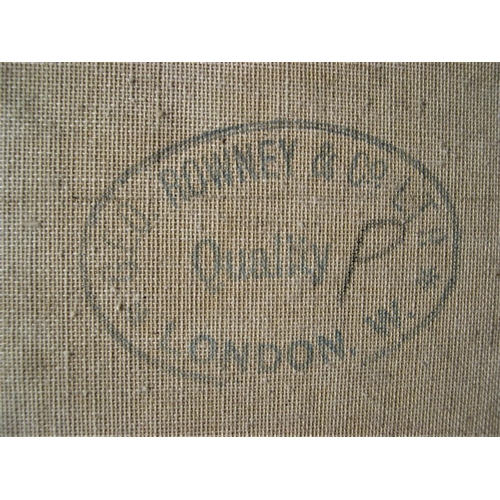 ROWNEY & CO. LTD.
Quality P
LONDON. W.